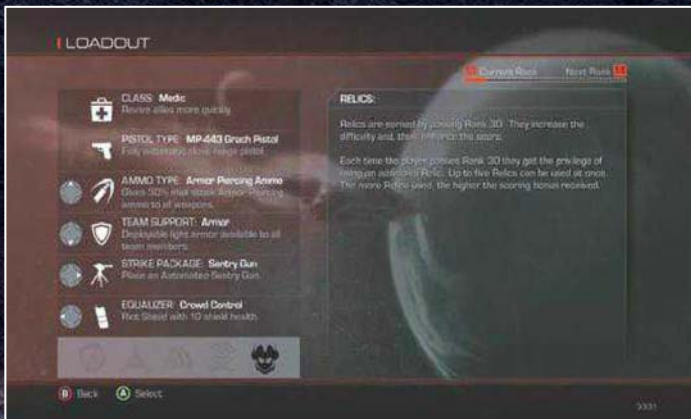 LOADOUT
Current Rank
Next Rank
CLASS: Medic
Revive allies more quickly.
PISTOL TYPE: MP-443 Grach Pistol
Fully automatic close range pistol.
AMMO TYPE: Armor Piercing Ammo
Gives 30% max stock Armor Piercing
ammo to all weapons.
TEAM SUPPORT: Armor
Deployable light armor available to all
team members.
STRIKE PACKAGE: Sentry Gun
Place an Automated Sentry Gun.
EQUALIZER: Crowd Control
Riot Shield with 10 shield health.
RELICS:
Relics are earned by passing Rank 30. They increase the
difficulty and, thus, enhance the score.
Each time the player passes Rank 30 they get the privilege of
using an additional Relic. Up to five Relics can be used at once.
The more Relics used, the higher the scoring bonus received.
B Back A Select